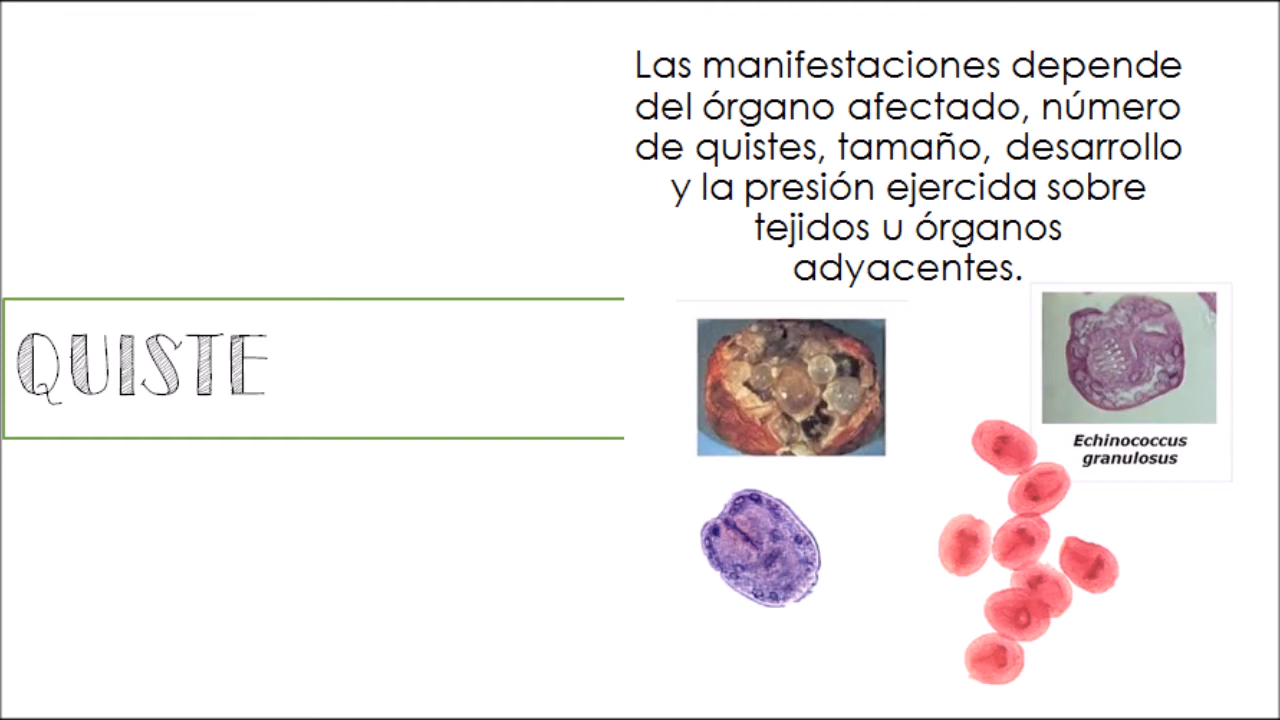 Las manifestaciones depende
del órgano afectado, número
de quistes, tamaño, desarrollo
y la presión ejercida sobre
tejidos u órganos
adyacentes.
QUISTE
Echinococcus
granulosus